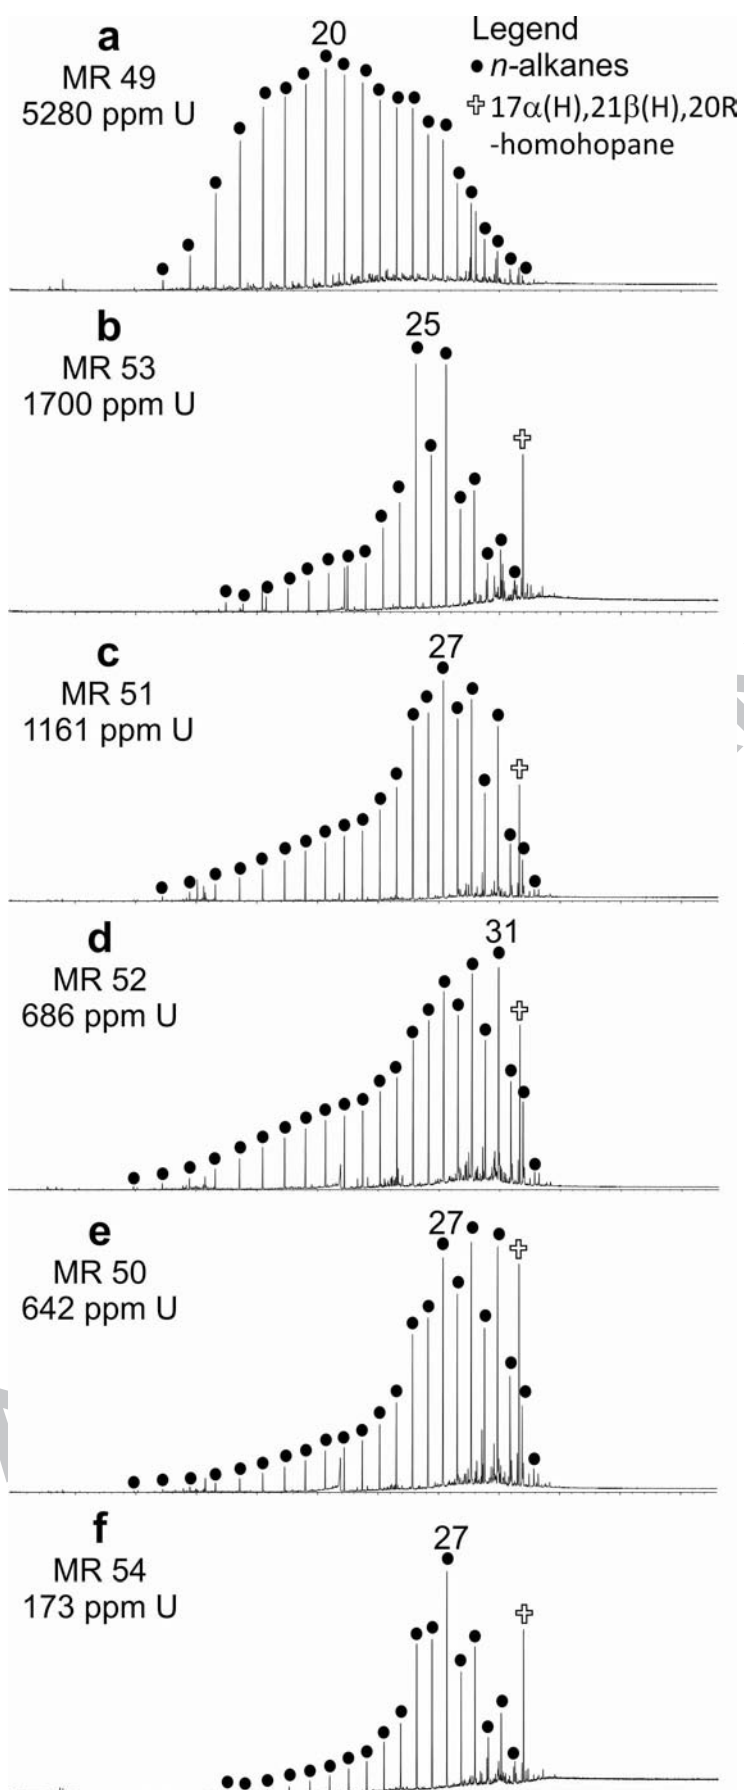 a
MR 49
5280 ppm U
20
Legend
n-alkanes
17α(H),21β(H),20R
-homohopane
b
MR 53
1700 ppm U
25
c
MR 51
1161 ppm U
27
d
MR 52
686 ppm U
31
e
MR 50
642 ppm U
27
f
MR 54
173 ppm U
27